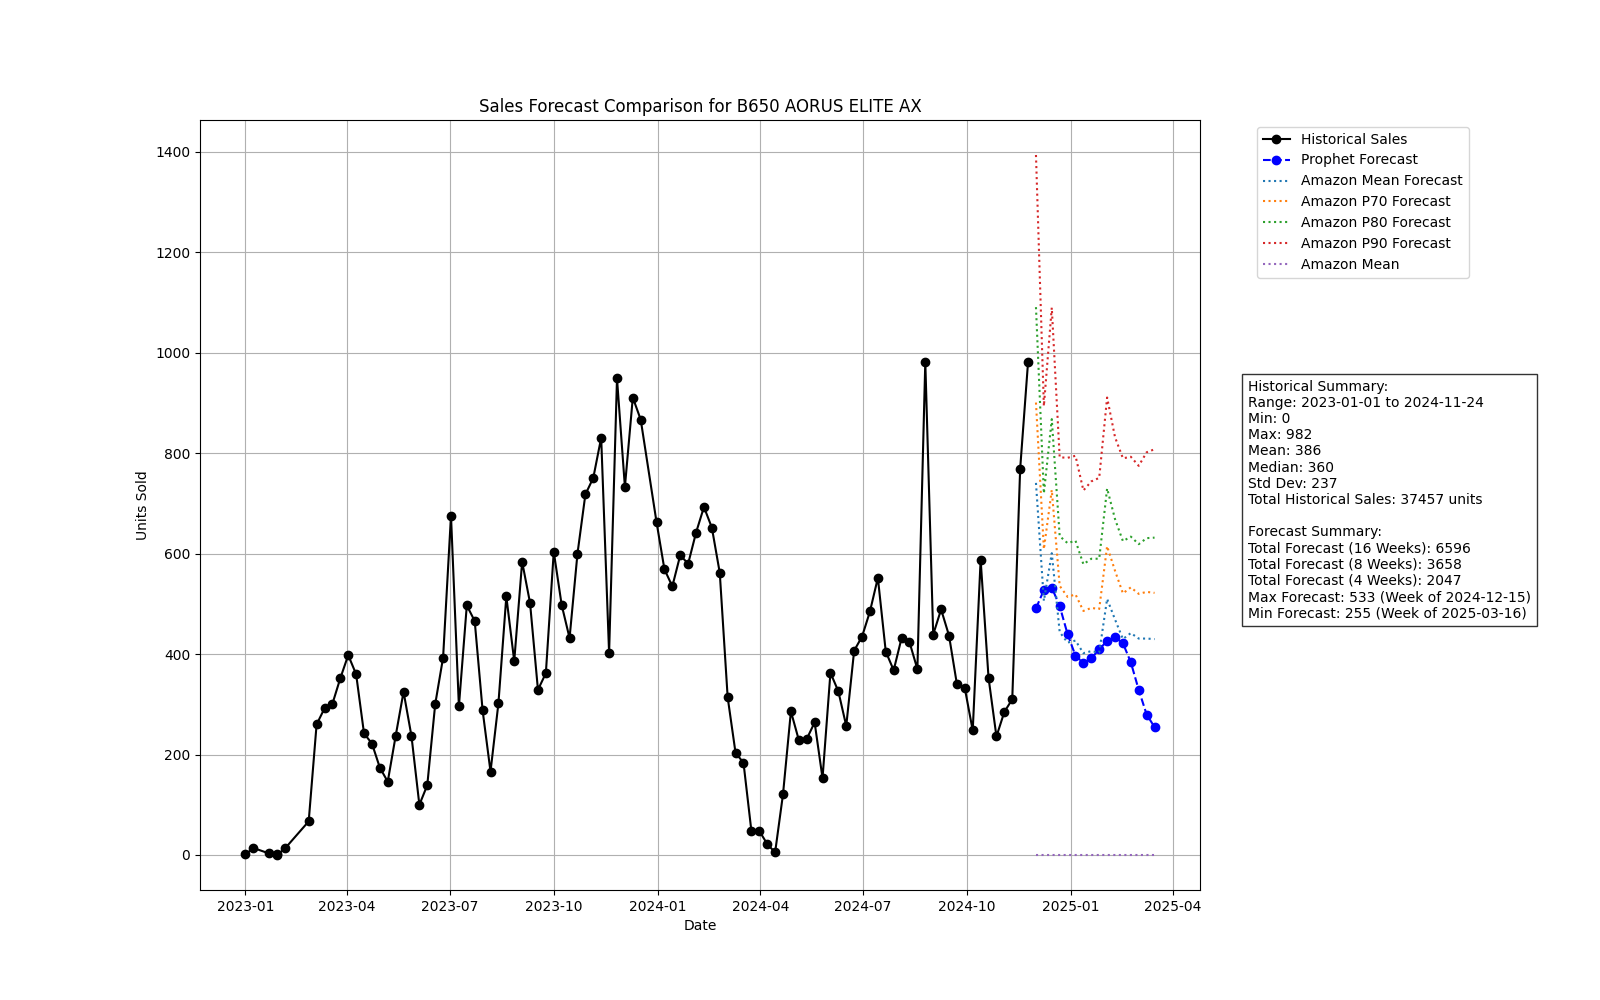 Sales Forecast Comparison for B650 AORUS ELITE AX
Units Sold
1400
1200
1000
800
600
400
200
0
2023-01
2023-04
2023-07
2023-10
2024-01
2024-04
2024-07
2024-10
2025-01
2025-04
Date
Historical Sales
Prophet Forecast
Amazon Mean Forecast
Amazon P70 Forecast
Amazon P80 Forecast
Amazon P90 Forecast
Amazon Mean
Historical Summary:
Range: 2023-01-01 to 2024-11-24
Min: 0
Max: 982
Mean: 386
Median: 360
Std Dev: 237
Total Historical Sales: 37457 units
Forecast Summary:
Total Forecast (16 Weeks): 6596
Total Forecast (8 Weeks): 3658
Total Forecast (4 Weeks): 2047
Max Forecast: 533 (Week of 2024-12-15)
Min Forecast: 255 (Week of 2025-03-16)